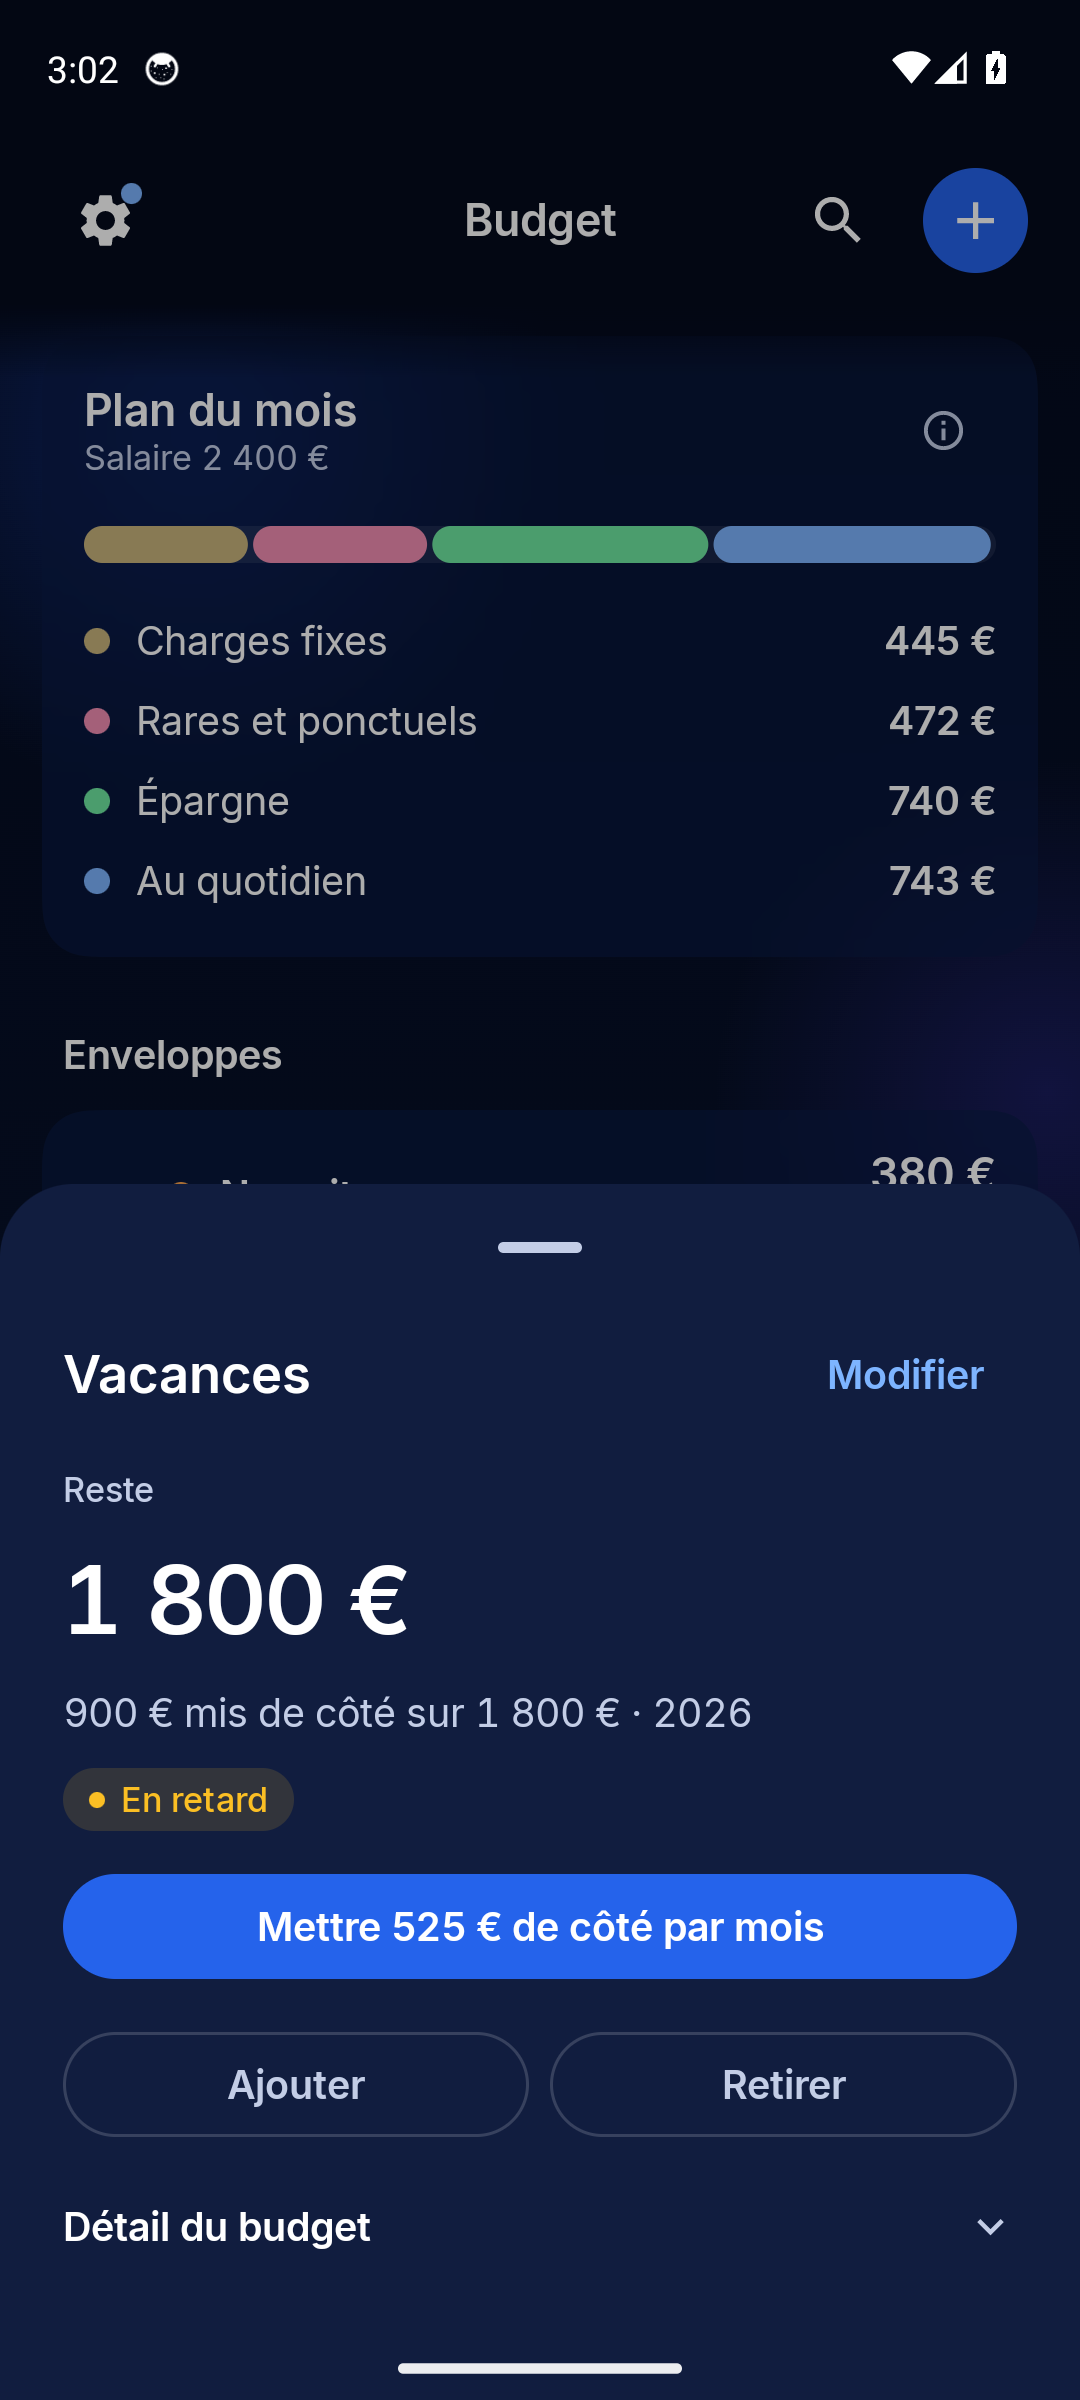 3:02
Budget
Plan du mois
Salaire 2 400 €
Charges fixes 445 €
Rares et ponctuels 472 €
Épargne 740 €
Au quotidien 743 €
Enveloppes
380 €
Vacances
Modifier
Reste
1 800 €
900 € mis de côté sur 1 800 € · 2026
En retard
Mettre 525 € de côté par mois
Ajouter
Retirer
Détail du budget